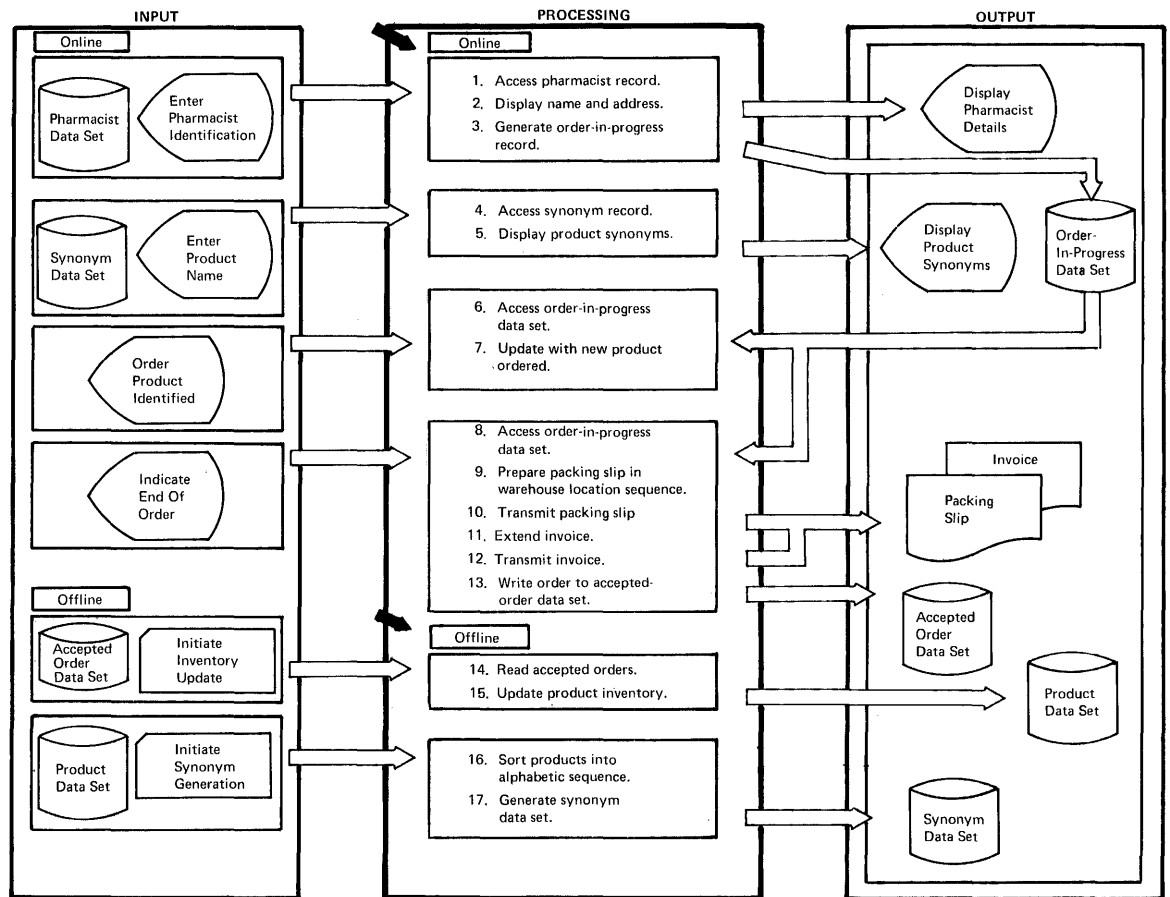 INPUT
PROCESSING
OUTPUT
Online
Enter
Pharmacist
Identification
Pharmacist
Data Set
Synonym
Data Set
Enter
Product
Name
Order
Product
Identified
Indicate
End Of
Order
Offline
Accepted
Order
Data Set
Initiate
Inventory
Update
Product
Data Set
Initiate
Synonym
Generation
Online
1. Access pharmacist record.
2. Display name and address.
3. Generate order-in-progress
record.
4. Access synonym record.
5. Display product synonyms.
6. Access order-in-progress
data set.
7. Update with new product
ordered.
8. Access order-in-progress
data set.
9. Prepare packing slip in
warehouse location sequence.
10. Transmit packing slip
11. Extend invoice.
12. Transmit invoice.
13. Write order to accepted-
order data set.
Offline
14. Read accepted orders.
15. Update product inventory.
16. Sort products into
alphabetic sequence.
17. Generate synonym
data set.
Display
Pharmacist
Details
Display
Product
Synonyms
Order-
In-Progress
Data Set
Invoice
Packing
Slip
Accepted
Order
Data Set
Product
Data Set
Synonym
Data Set